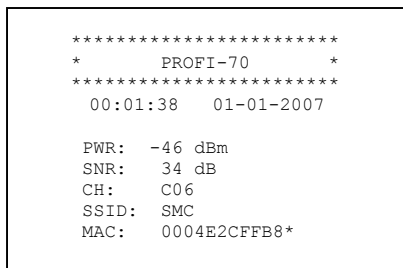 ************************
* PROFI-70 *
************************
00:01:38 01-01-2007
PWR: -46 dBm
SNR: 34 dB
CH: C06
SSID: SMC
MAC: 0004E2CFFB8*